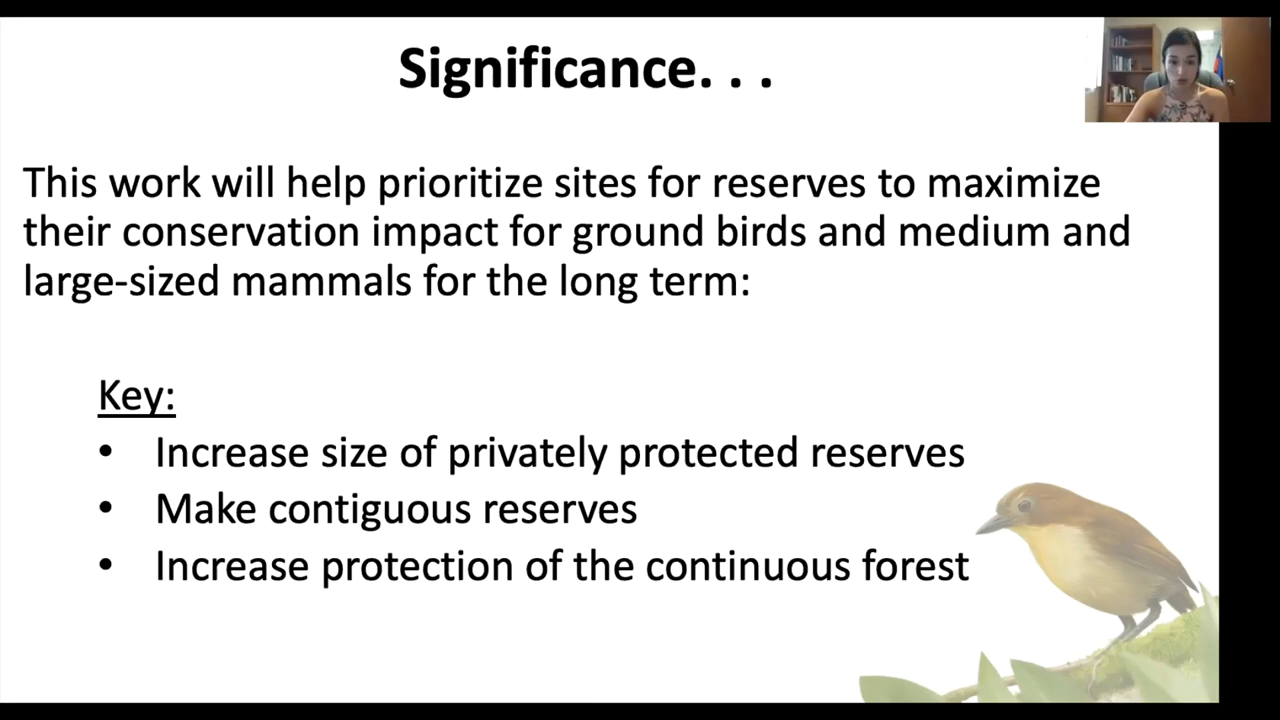 Significance. . .
This work will help prioritize sites for reserves to maximize
their conservation impact for ground birds and medium and
large-sized mammals for the long term:
Key:
• Increase size of privately protected reserves
• Make contiguous reserves
• Increase protection of the continuous forest